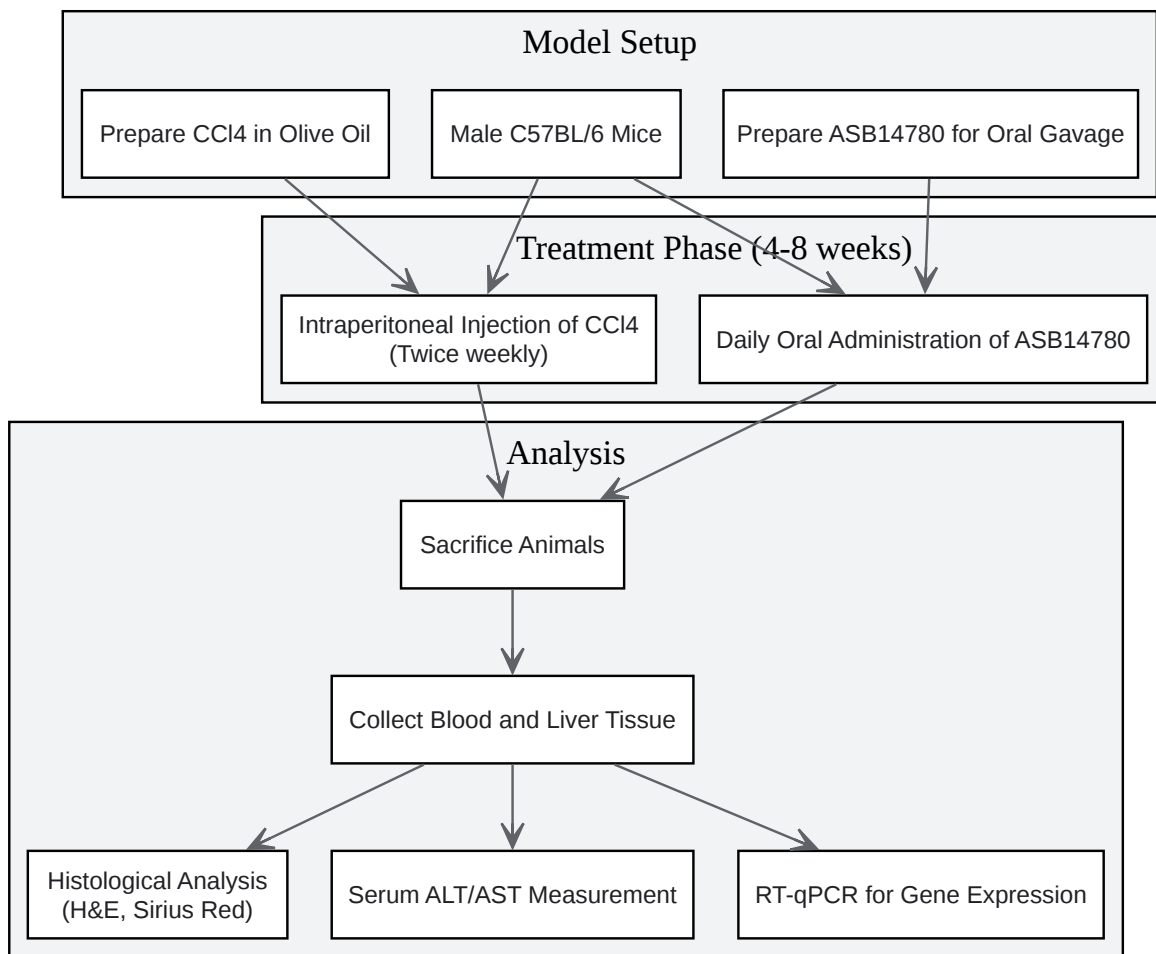 Model Setup
Prepare CCl4 in Olive Oil
Male C57BL/6 Mice
Prepare ASB14780 for Oral Gavage
Treatment Phase (4-8 weeks)
Intraperitoneal Injection of CCl4
(Twice weekly)
Daily Oral Administration of ASB14780
Analysis
Sacrifice Animals
Collect Blood and Liver Tissue
Histological Analysis
(H&E, Sirius Red)
Serum ALT/AST Measurement
RT-qPCR for Gene Expression